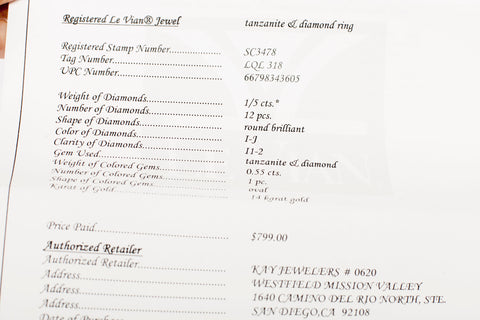 Registered Le Vian® Jewel tanzanite & diamond ring
Registered Stamp Number.................... SC3478
Tag Number.................... LQL 318
UPC Number.................... 66798343605
Weight of Diamonds.................... 1/5 cts.*
Number of Diamonds.................... 12 pcs.
Shape of Diamonds.................... round brilliant
Color of Diamonds.................... I-J
Clarity of Diamonds.................... I1-2
Gem Used.................... tanzanite & diamond
Weight of Colored Gems.................... 0.55 cts.
Number of Colored Gems.................... 1 pc.
Shape of Colored Gems.................... oval
Karat of Gold.................... 14 karat gold
Price Paid.................... $799.00
Authorized Retailer
Authorized Retailer.................... KAY JEWELERS # 0620
Address.................... WESTFIELD MISSION VALLEY
Address.................... 1640 CAMINO DEL RIO NORTH, STE.
Address.................... SAN DIEGO,CA 92108
Date of Purchase